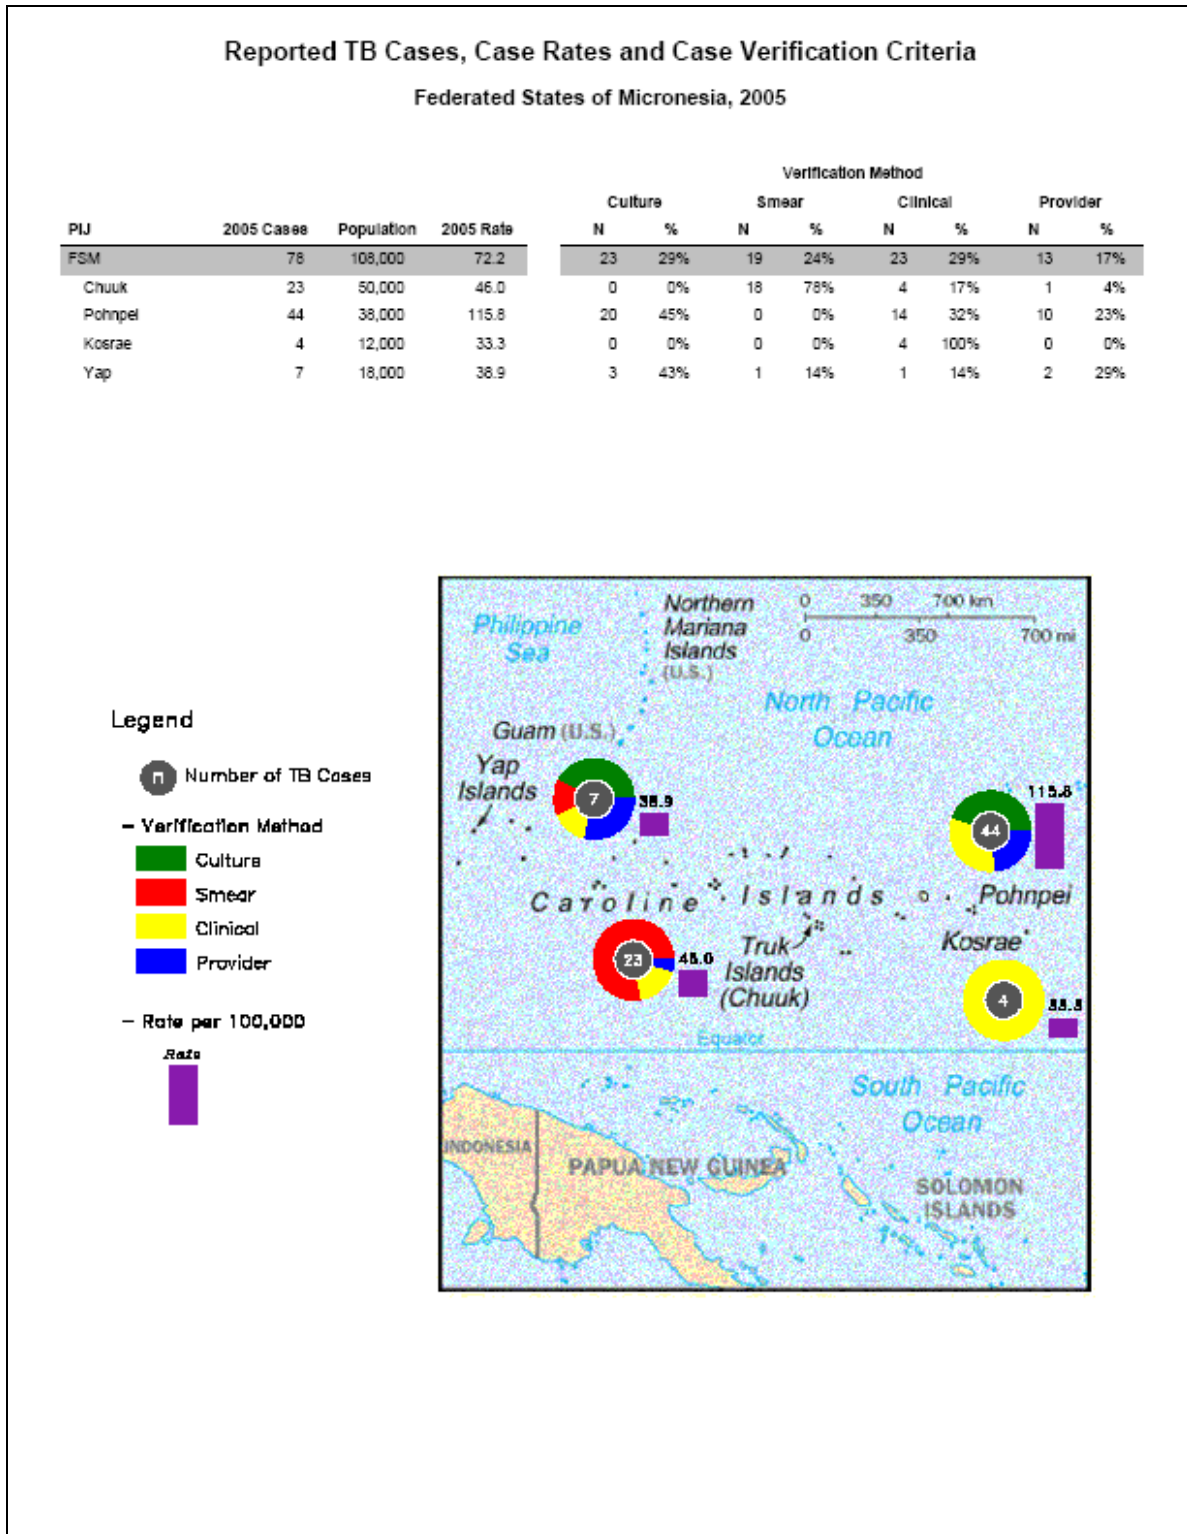 Reported TB Cases, Case Rates and Case Verification Criteria
Federated States of Micronesia, 2005
Verification Method
Culture Smear Clinical Provider
PIJ 2005 Cases Population 2005 Rate N % N % N % N %
FSM 78 108,000 72.2 23 29% 19 24% 23 29% 13 17%
Chuuk 23 50,000 46.0 0 0% 18 78% 4 17% 1 4%
Pohnpei 44 38,000 115.8 20 45% 0 0% 14 32% 10 23%
Kosrae 4 12,000 33.3 0 0% 0 0% 4 100% 0 0%
Yap 7 18,000 38.9 3 43% 1 14% 1 14% 2 29%
Legend
n Number of TB Cases
– Verification Method
Culture
Smear
Clinical
Provider
– Rate per 100,000
Rate
Philippine
Sea
Northern
Mariana
Islands
(U.S.)
0 350 700 km
0 350 700 mi
North Pacific
Ocean
Guam (U.S.)
Yap
Islands
7
38.9
115.8
44
Caroline Islands
Pohnpei
23
46.0
Truk
Islands
(Chuuk)
Kosrae
4
33.3
Equator
South Pacific
Ocean
INDONESIA
PAPUA NEW GUINEA
SOLOMON
ISLANDS